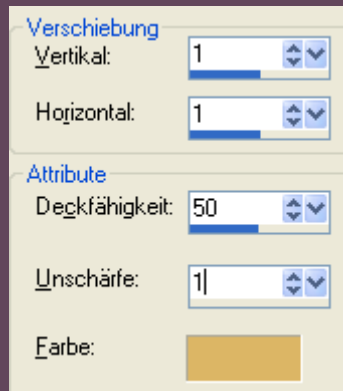 Verschiebung
Vertikal: 1
Horizontal: 1
Attribute
Deckfähigkeit: 50
Unschärfe: 1
Farbe: